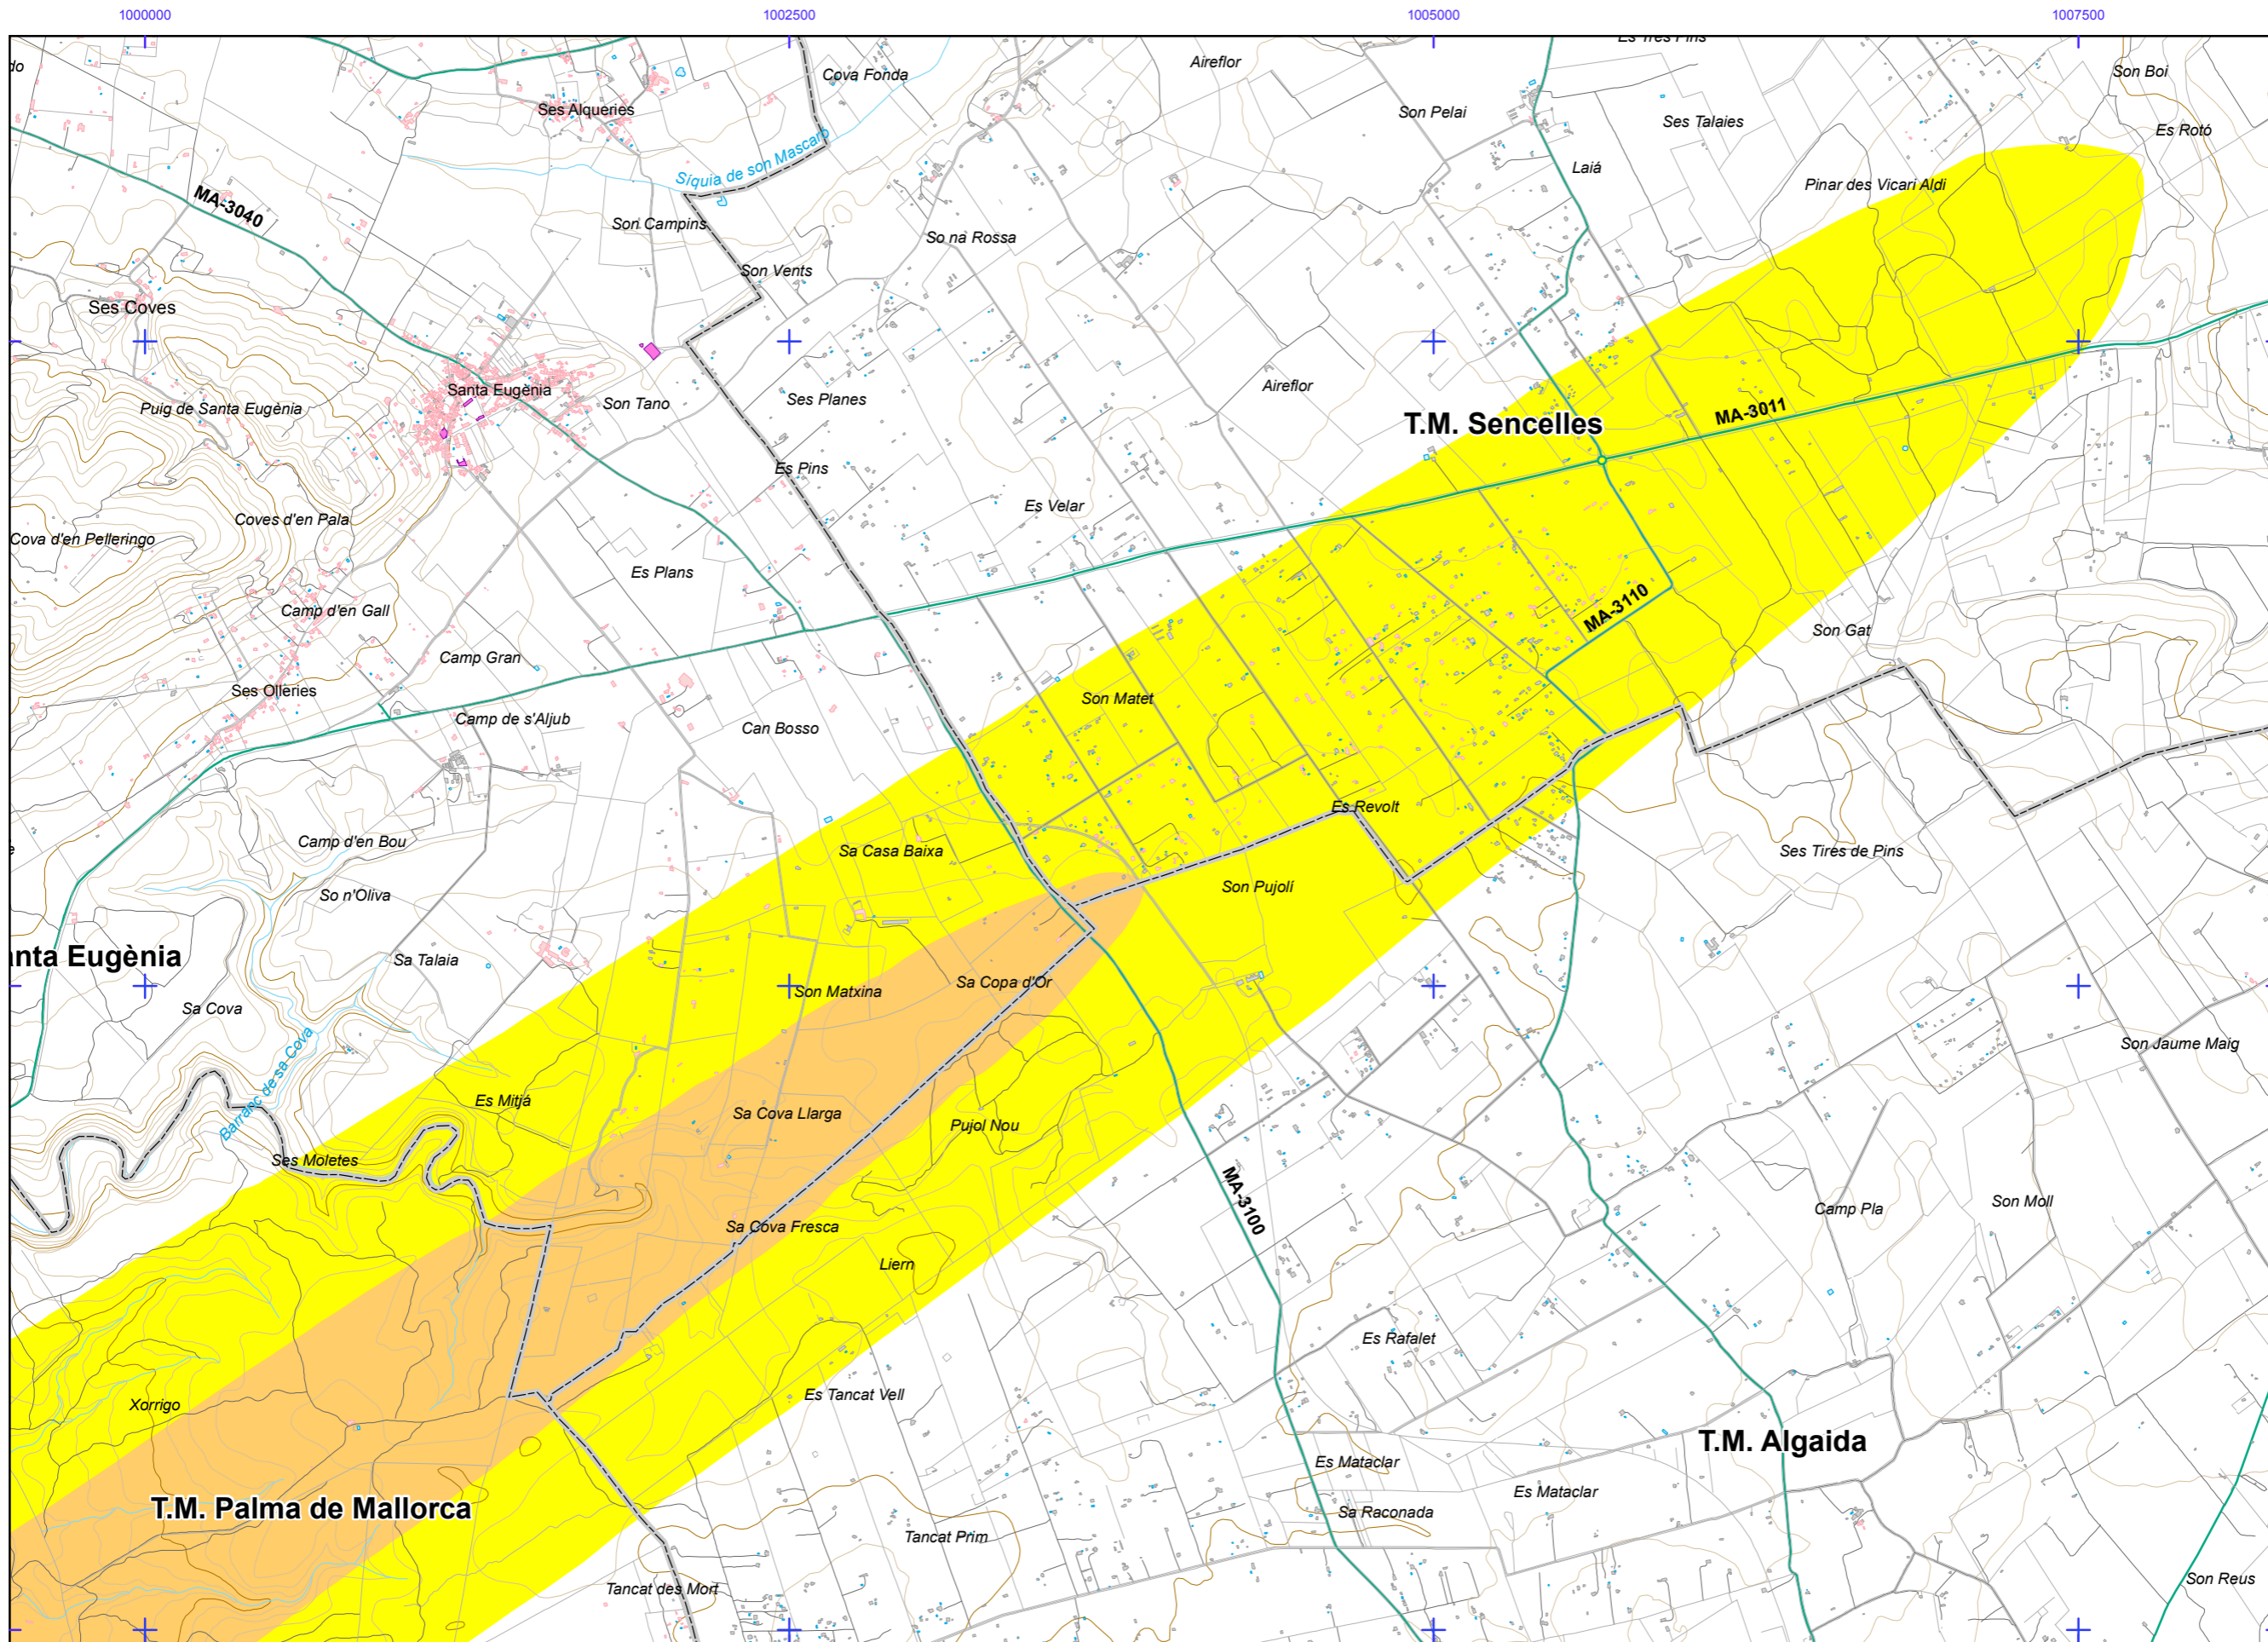 1000000
1002500
1005000
1007500
Es Tres Pins
do
Aireflor
Cova Fonda
Son Boi
Ses Alqueries
Son Pelai
Ses Talaies
Es Rotó
Síquia de son Mascaró
Laiá
Pinar des Vicari Aldi
MA-3040
Son Campins
So na Rossa
Son Vents
Ses Coves
Santa Eugènia
Aireflor
Ses Planes
Son Tano
Puig de Santa Eugènia
MA-3011
T.M. Sencelles
Es Pins
Es Velar
Coves d'en Pala
Cova d'en Pelleringo
Es Plans
MA-3110
Camp d'en Gall
Son Gat
Camp Gran
Ses Olleries
Son Matet
Camp de s'Aljub
Can Bosso
Es Revolt
Camp d'en Bou
Sa Casa Baixa
Ses Tires de Pins
e
Son Pujolí
So n'Oliva
anta Eugènia
Sa Talaia
Sa Copa d'Or
Son Matxina
Sa Cova
Son Jaume Maig
Barranc de sa Cova
Es Mitjá
Sa Cova Llarga
Pujol Nou
Ses Moletes
MA-3100
Son Moll
Camp Pla
Sa Cova Fresca
Liern
Es Rafalet
Es Tancat Vell
Xorrigo
T.M. Algaida
Es Mataclar
Es Mataclar
T.M. Palma de Mallorca
Sa Raconada
Tancat Prim
Son Reus
Tancat des Mort